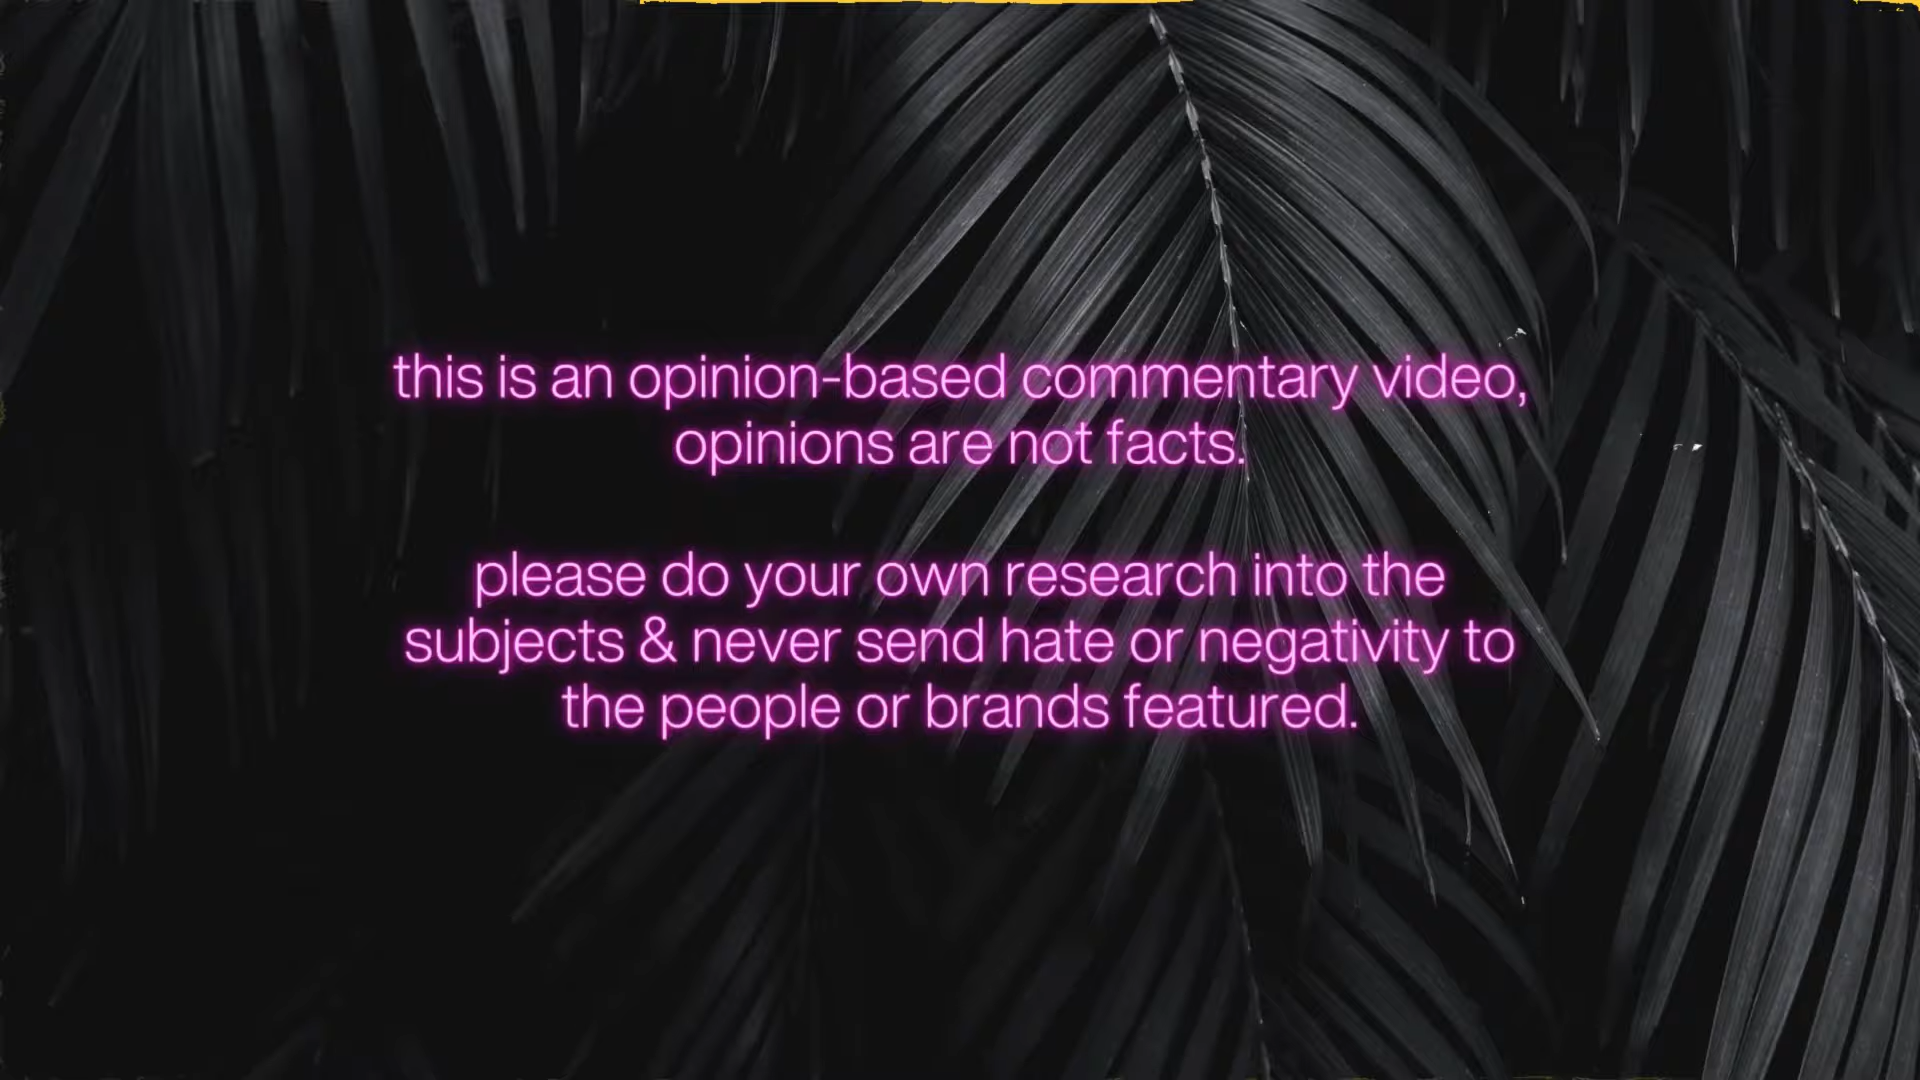 this is an opinion-based commentary video,
opinions are not facts.
please do your own research into the
subjects & never send hate or negativity to
the people or brands featured.